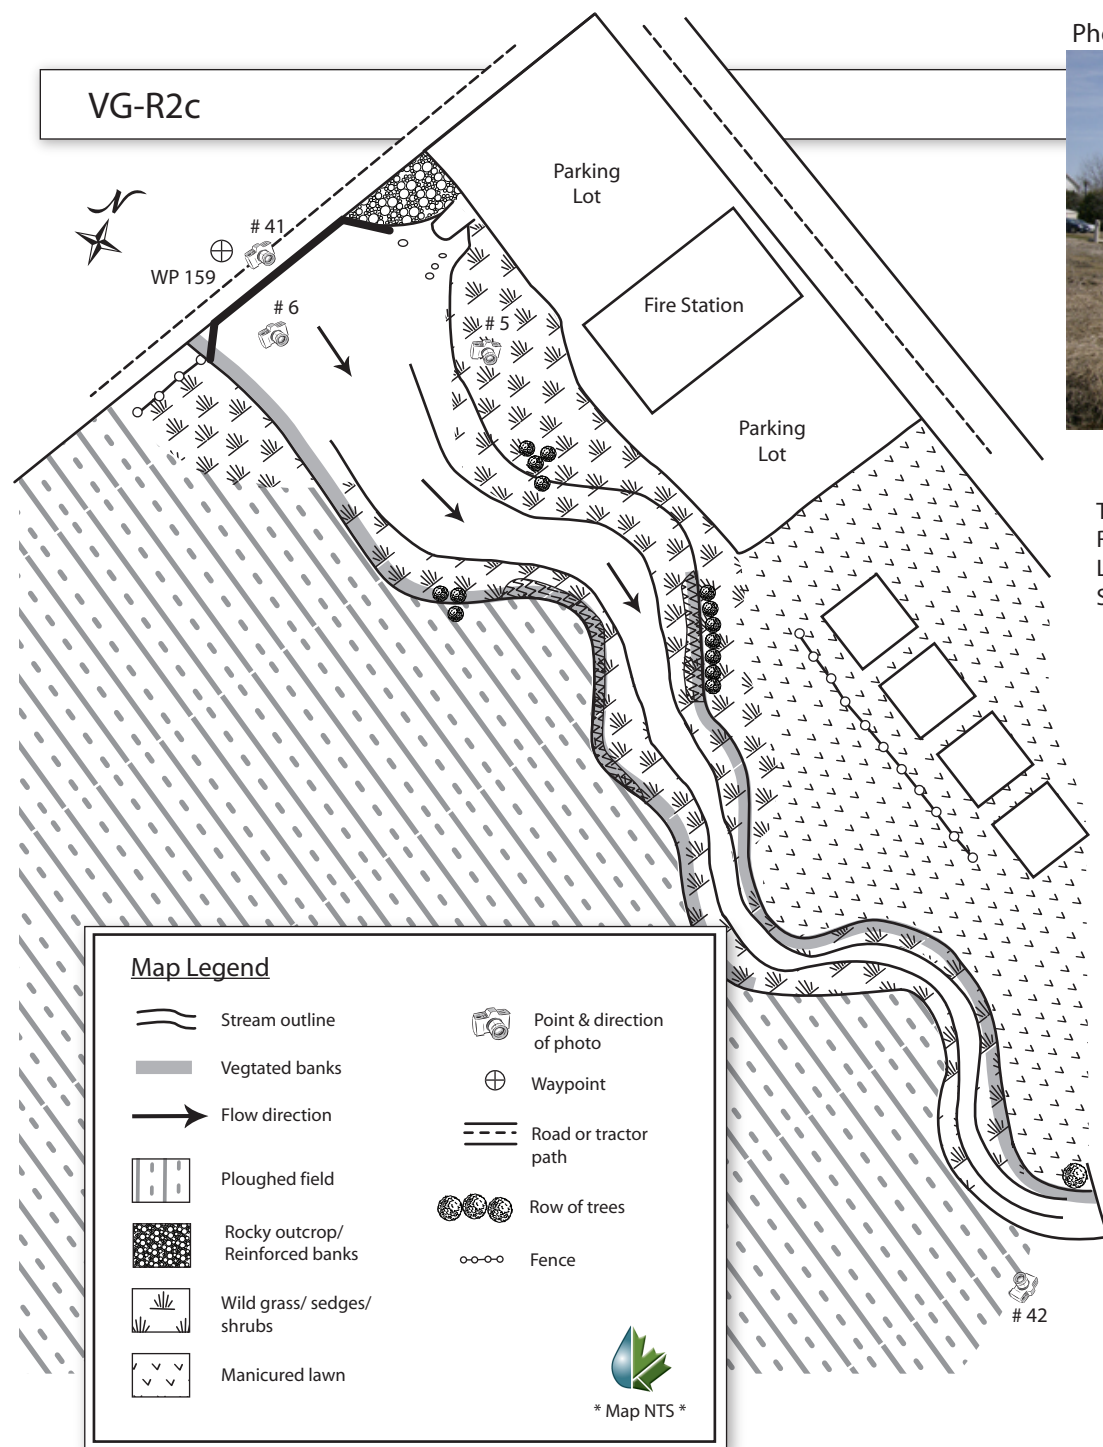 VG-R2c
N
# 41
WP 159
# 6
# 5
Parking
Lot
Fire Station
Parking
Lot
# 42
Map Legend
Stream outline
Vegtated banks
Flow direction
Ploughed field
Rocky outcrop/
Reinforced banks
Wild grass/ sedges/
shrubs
Manicured lawn
Point & direction
of photo
Waypoint
Road or tractor
path
Row of trees
Fence
* Map NTS *